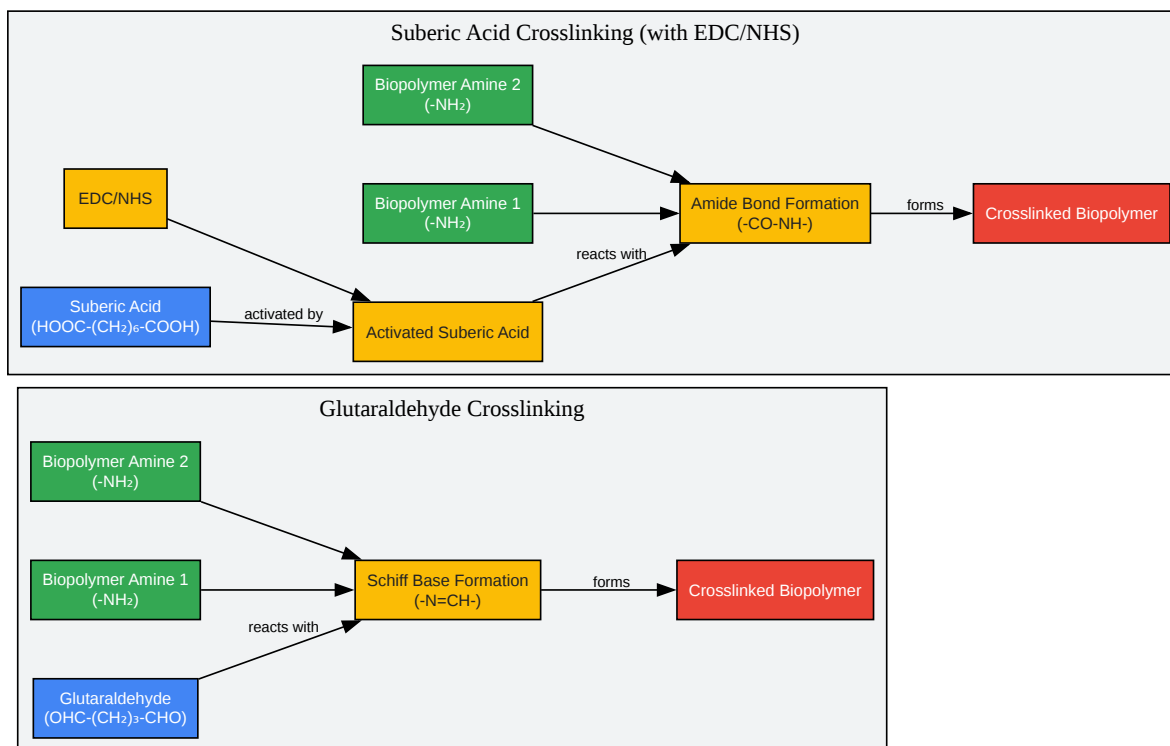 Suberic Acid Crosslinking (with EDC/NHS)
Biopolymer Amine 2
(-NH₂)
EDC/NHS
Biopolymer Amine 1
(-NH₂)
Amide Bond Formation
(-CO-NH-)
forms
Crosslinked Biopolymer
reacts with
Suberic Acid
(HOOC-(CH₂)₆-COOH)
activated by
Activated Suberic Acid
Glutaraldehyde Crosslinking
Biopolymer Amine 2
(-NH₂)
Biopolymer Amine 1
(-NH₂)
Schiff Base Formation
(-N=CH-)
forms
Crosslinked Biopolymer
reacts with
Glutaraldehyde
(OHC-(CH₂)₃-CHO)